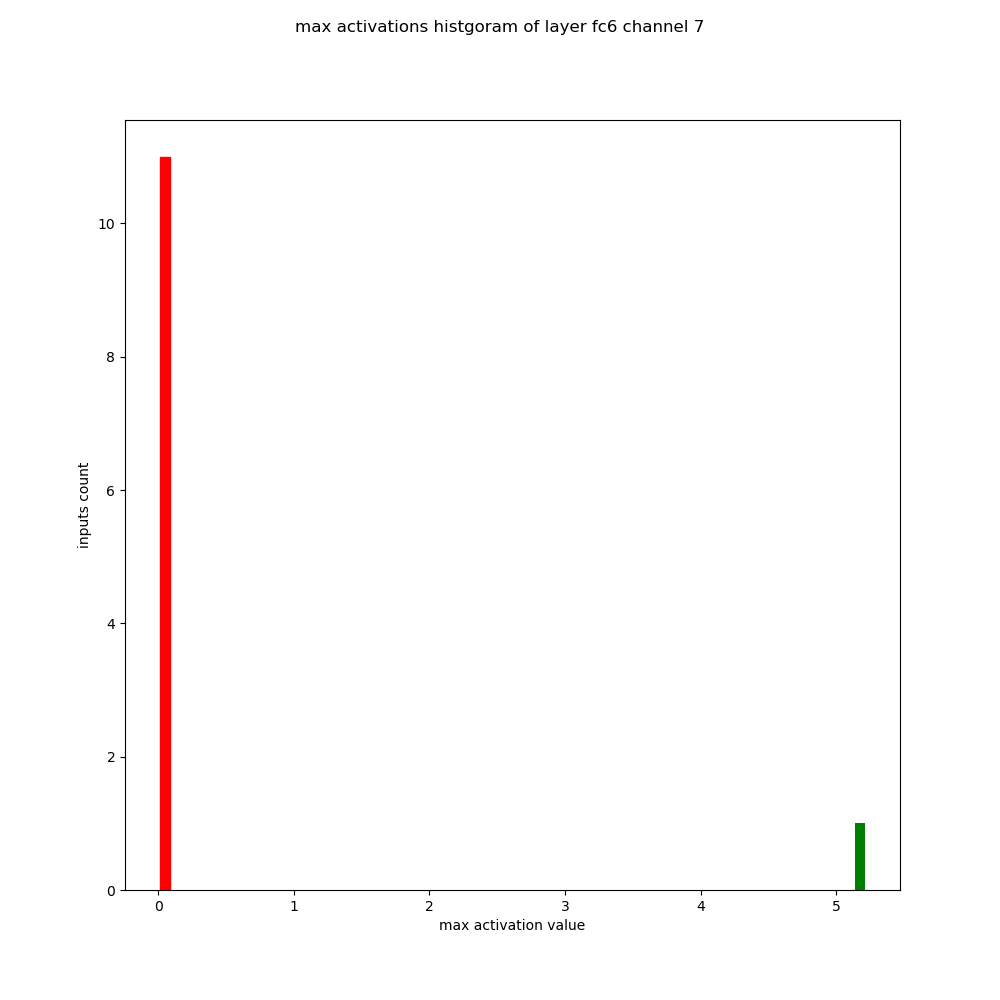 max activations histgoram of layer fc6 channel 7
10
8
6
4
2
0
inputs count
0 1 2 3 4 5
max activation value